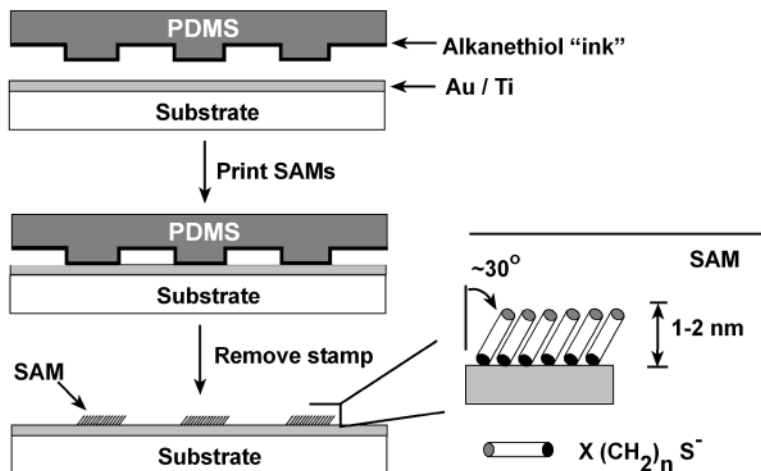 PDMS
Alkanethiol “ink”
Au / Ti
Substrate
Print SAMs
PDMS
Substrate
Remove stamp
SAM
Substrate
SAM
~30°
1-2 nm
X (CH₂)ₙ S⁻